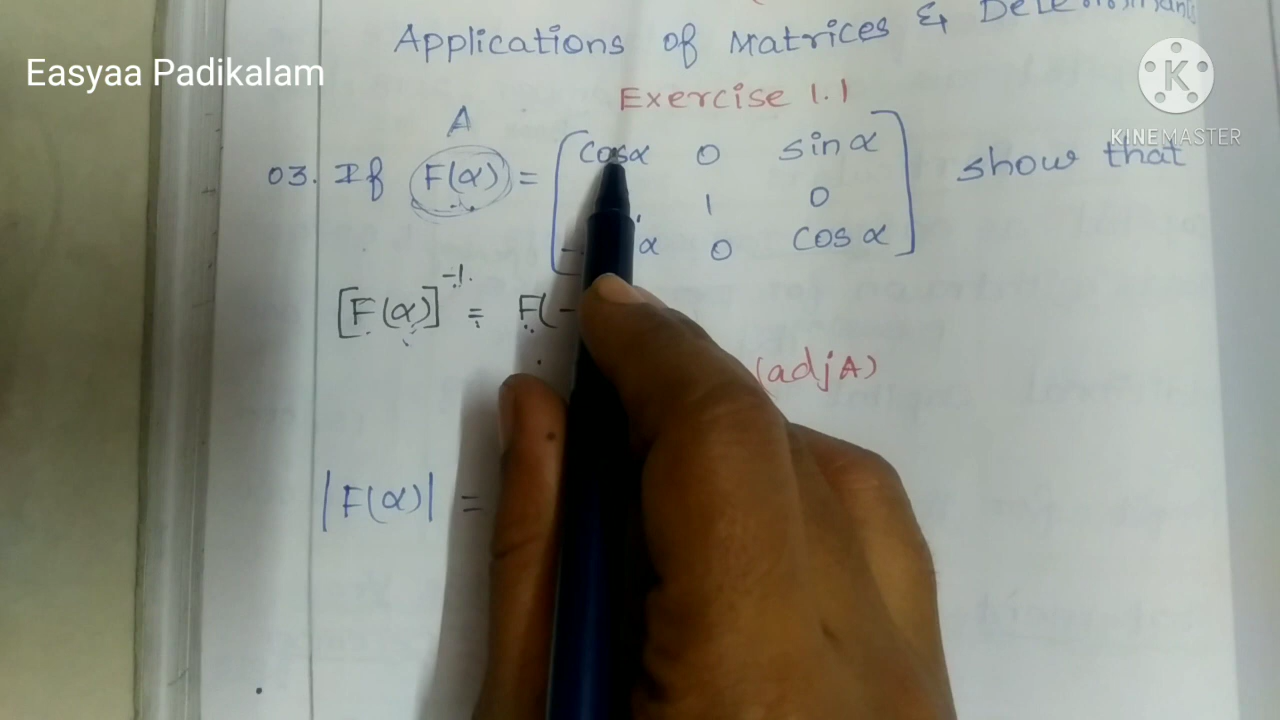 Applications of Matrices &
Easyaa Padikalam
Exercise 1.1
KINEMASTER
A
03. If F(α) = [cosα 0 sinα] show that
1 0
- α 0 cosα
[F(α)]⁻¹ = F(-
(adjA)
|F(α)| =
K